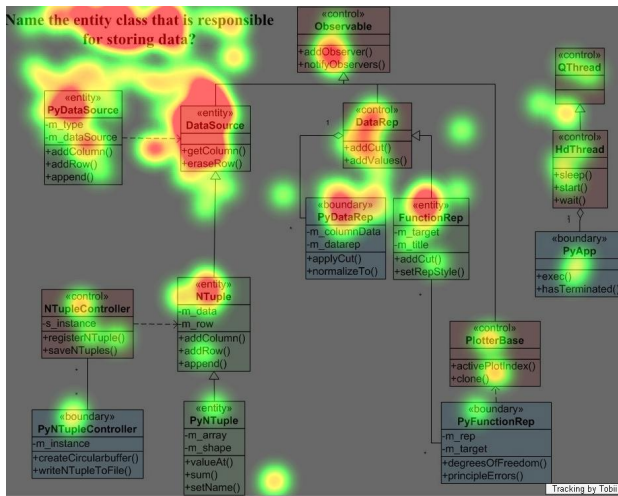 Name the entity class that is responsible
for storing data?
«control»
Observable
+addObserver()
+notifyObservers()
«control»
QThread
«entity»
PyDataSource
-m_type
-m_dataSource
+addColumn()
+addRow()
+append()
«entity»
DataSource
+getColumn()
+eraseRow()
«control»
DataRep
+addCut()
+addValues()
«control»
HdThread
+sleep()
+start()
+wait()
«boundary»
PyDataRep
-m_columnData
-m_datarep
+applyCut()
+normalizeTo()
«entity»
FunctionRep
-m_target
-m_title
+addCut()
+setRepStyle()
«boundary»
PyApp
+exec()
+hasTerminated()
«control»
NTupleController
-s_instance
+registerNTuple()
+saveNTuples()
«entity»
NTuple
-m_data
-m_row
+addColumn()
+addRow()
+append()
«control»
PlotterBase
+activePlotIndex()
+clone()
«boundary»
PyNTupleController
-m_instance
+createCircularbuffer()
+writeNTupleToFile()
«entity»
PyNTuple
-m_array
-m_shape
+valueAt()
+sum()
+setName()
«boundary»
PyFunctionRep
-m_rep
-m_target
+degreesOfFreedom()
+principleErrors()
Tracking by Tobii